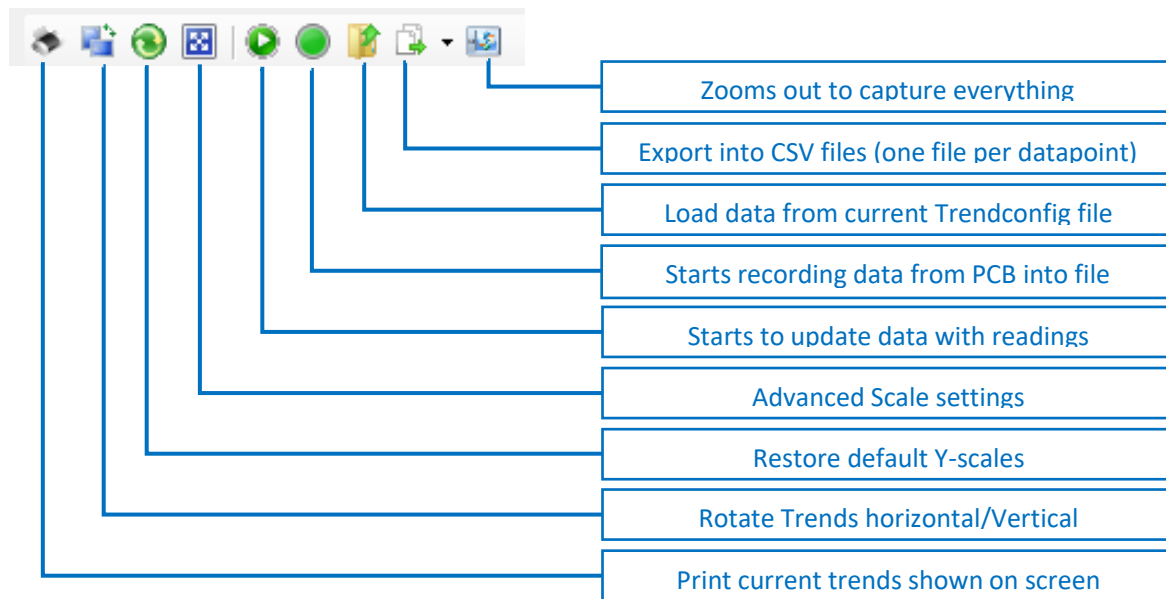 Zooms out to capture everything
Export into CSV files (one file per datapoint)
Load data from current Trendconfig file
Starts recording data from PCB into file
Starts to update data with readings
Advanced Scale settings
Restore default Y-scales
Rotate Trends horizontal/Vertical
Print current trends shown on screen